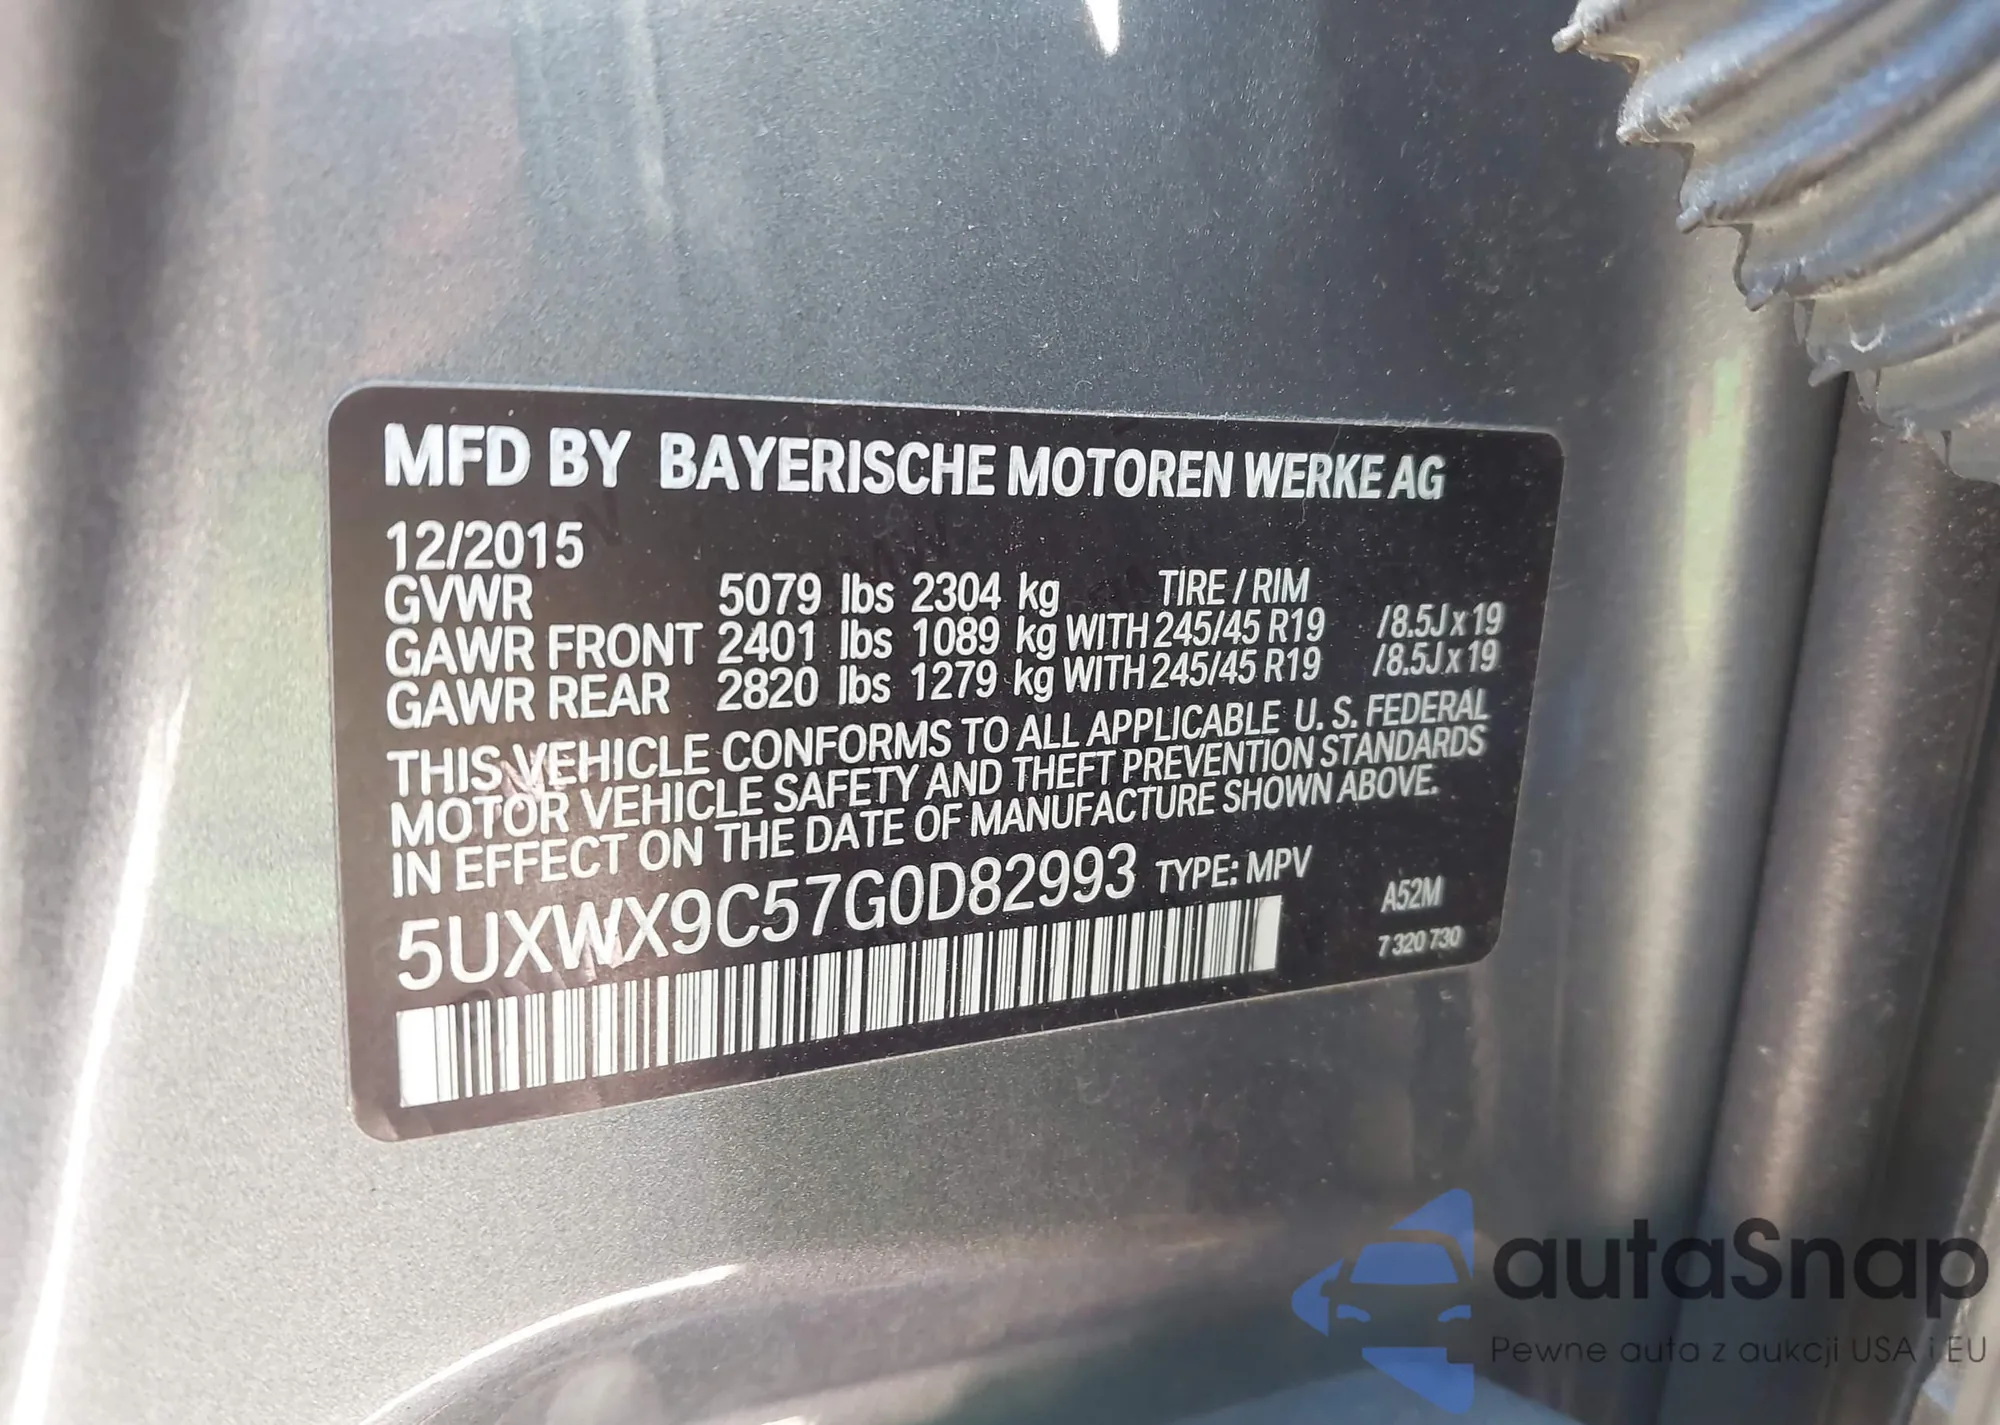 MFD BY BAYERISCHE MOTOREN WERKE AG
12/2015
GVWR 5079 lbs 2304 kg TIRE / RIM
GAWR FRONT 2401 lbs 1089 kg WITH 245/45 R19 /8.5J x 19
GAWR REAR 2820 lbs 1279 kg WITH 245/45 R19 /8.5J x 19
THIS VEHICLE CONFORMS TO ALL APPLICABLE U. S. FEDERAL
MOTOR VEHICLE SAFETY AND THEFT PREVENTION STANDARDS
IN EFFECT ON THE DATE OF MANUFACTURE SHOWN ABOVE.
5UXWX9C57G0D82993 TYPE: MPV
A52M
7 320 730
autaSnap
Pewne auta z aukcji USA i EU